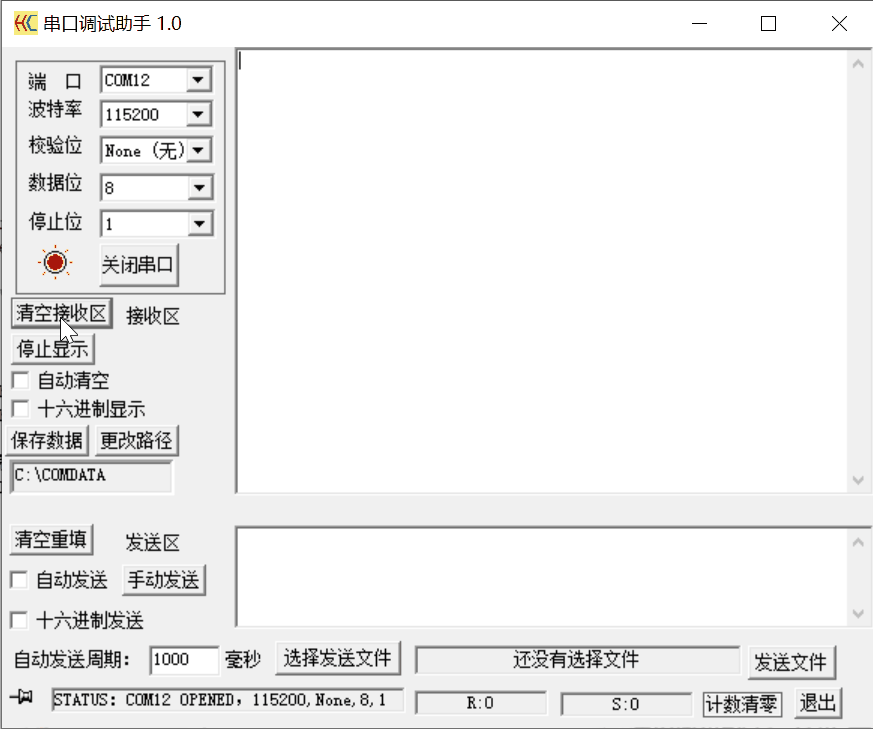 HC 串口调试助手 1.0
端 口 COM12
波特率 115200
校验位 None (无)
数据位 8
停止位 1
关闭串口
清空接收区 接收区
停止显示
自动清空
十六进制显示
保存数据 更改路径
C:\COMDATA
清空重填 发送区
自动发送 手动发送
十六进制发送
自动发送周期: 1000 毫秒 选择发送文件 还没有选择文件 发送文件
STATUS: COM12 OPENED, 115200,None,8,1 R:0 S:0 计数清零 退出